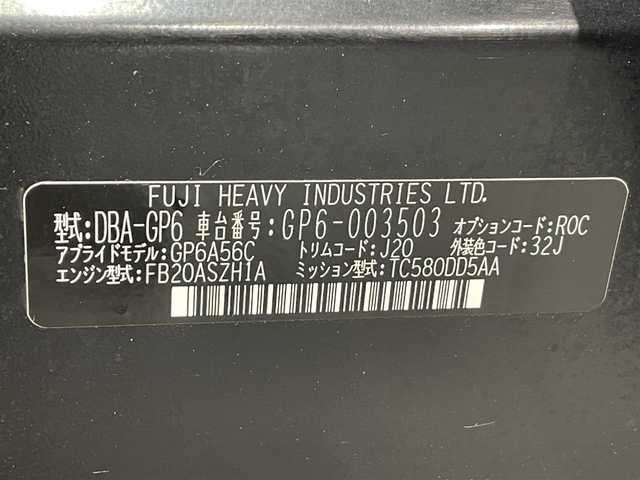 FUJI HEAVY INDUSTRIES LTD.
型式:DBA-GP6 車台番号:GP6-003503 オプションコード:ROC
アプライドモデル:GP6A56C トリムコード:J20 外装色コード:32J
エンジン型式:FB20ASZH1A ミッション型式:TC580DD5AA